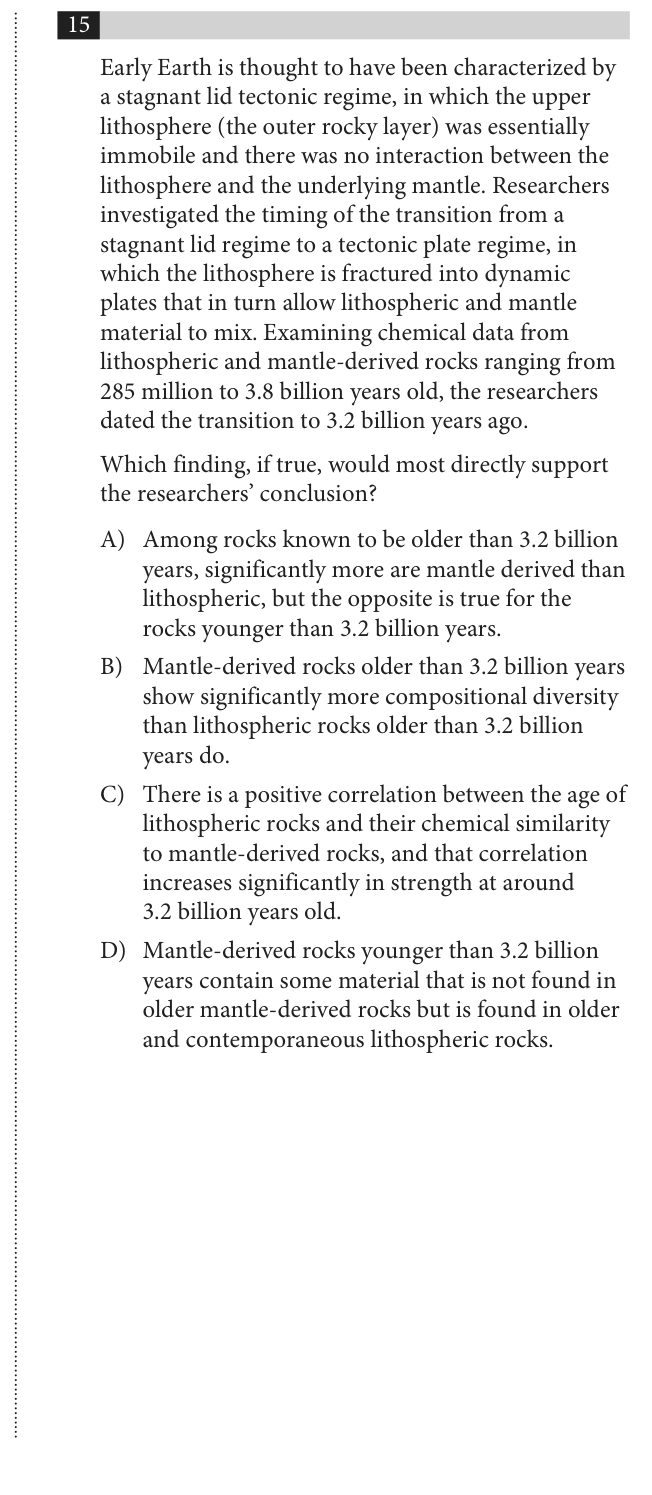 15
Early Earth is thought to have been characterized by
a stagnant lid tectonic regime, in which the upper
lithosphere (the outer rocky layer) was essentially
immobile and there was no interaction between the
lithosphere and the underlying mantle. Researchers
investigated the timing of the transition from a
stagnant lid regime to a tectonic plate regime, in
which the lithosphere is fractured into dynamic
plates that in turn allow lithospheric and mantle
material to mix. Examining chemical data from
lithospheric and mantle-derived rocks ranging from
285 million to 3.8 billion years old, the researchers
dated the transition to 3.2 billion years ago.
Which finding, if true, would most directly support
the researchers’ conclusion?
A) Among rocks known to be older than 3.2 billion
years, significantly more are mantle derived than
lithospheric, but the opposite is true for the
rocks younger than 3.2 billion years.
B) Mantle-derived rocks older than 3.2 billion years
show significantly more compositional diversity
than lithospheric rocks older than 3.2 billion
years do.
C) There is a positive correlation between the age of
lithospheric rocks and their chemical similarity
to mantle-derived rocks, and that correlation
increases significantly in strength at around
3.2 billion years old.
D) Mantle-derived rocks younger than 3.2 billion
years contain some material that is not found in
older mantle-derived rocks but is found in older
and contemporaneous lithospheric rocks.